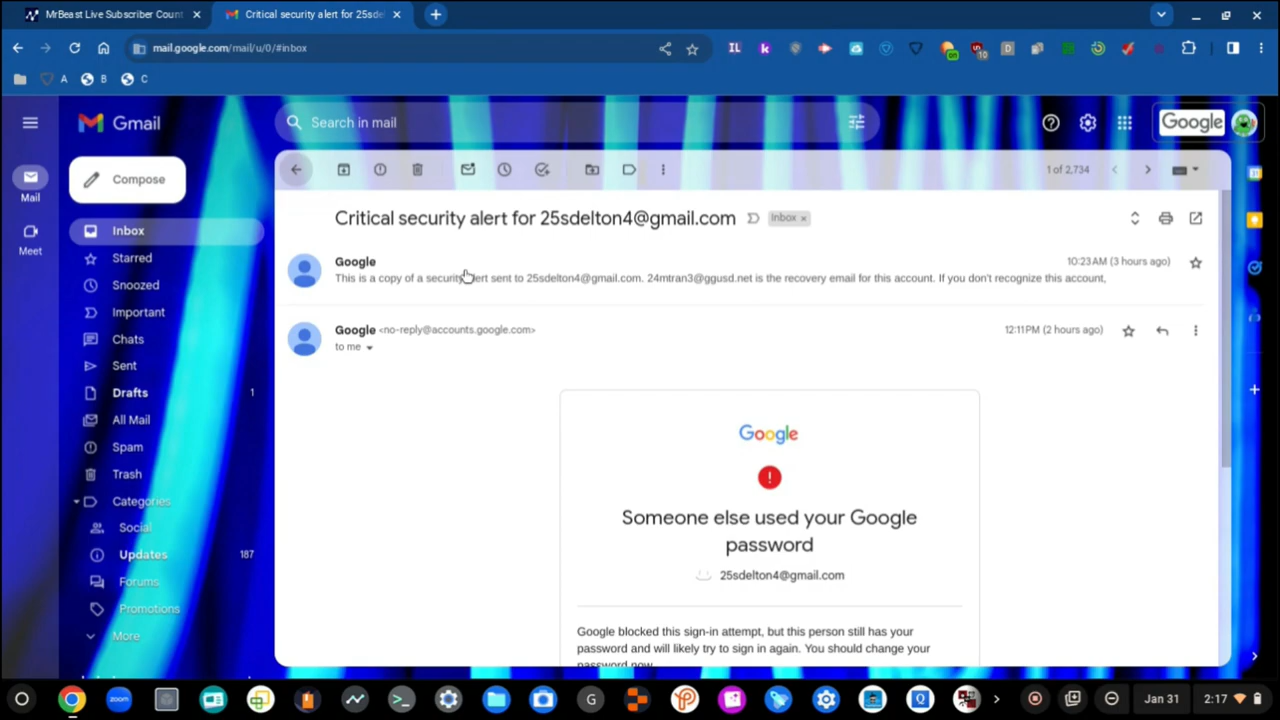 MrBeast Live Subscriber Count
Critical security alert for 25sde
mail.google.com/mail/u/0/#inbox
IL
k
on
10
D
A
B
C
Gmail
Search in mail
Google
Mail
Meet
Compose
Inbox
Starred
Snoozed
Important
Chats
Sent
Drafts 1
All Mail
Spam
Trash
Categories
Social
Updates 187
Forums
Promotions
More
1 of 2,734
Critical security alert for 25sdelton4@gmail.com
Inbox ×
Google
10:23 AM (3 hours ago)
This is a copy of a security alert sent to 25sdelton4@gmail.com. 24mtran3@ggusd.net is the recovery email for this account. If you don't recognize this account,
Google <no-reply@accounts.google.com>
12:11 PM (2 hours ago)
to me
Google
!
Someone else used your Google
password
25sdelton4@gmail.com
Google blocked this sign-in attempt, but this person still has your
password and will likely try to sign in again. You should change your
password now.
zoom
G
Q
Jan 31
2:17